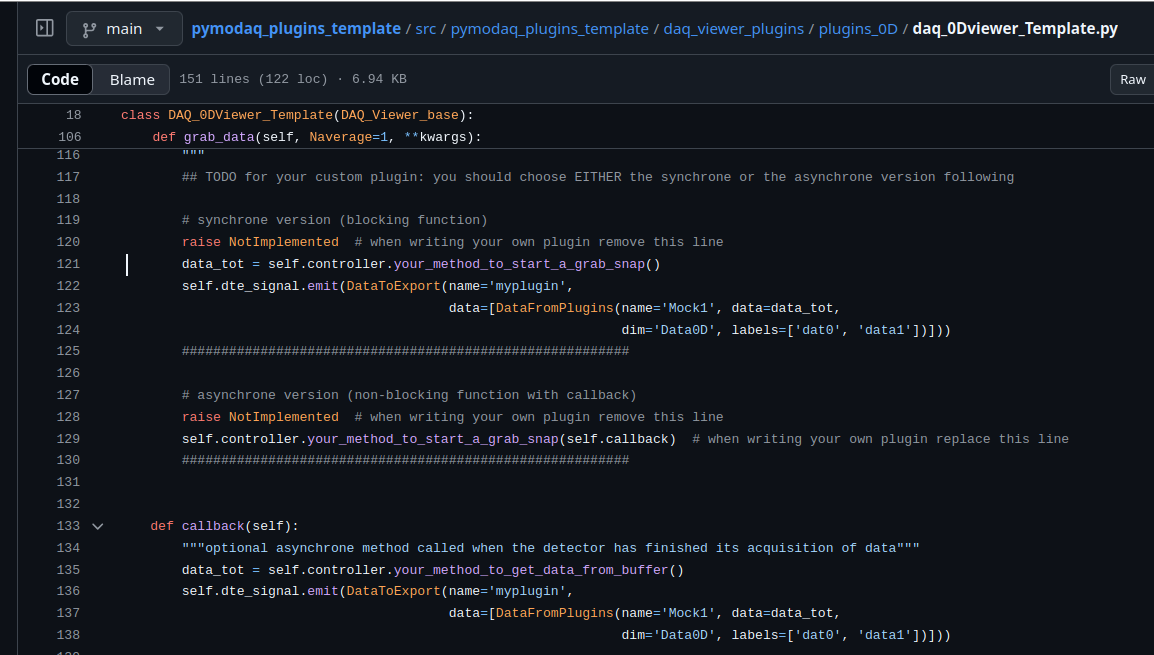 main
pymodaq_plugins_template / src / pymodaq_plugins_template / daq_viewer_plugins / plugins_0D / daq_0Dviewer_Template.py
Code Blame 151 lines (122 loc) · 6.94 KB Raw
18 class DAQ_0DViewer_Template(DAQ_Viewer_base):
106 def grab_data(self, Naverage=1, **kwargs):
116 """
117 ## TODO for your custom plugin: you should choose EITHER the synchrone or the asynchrone version following
118
119 # synchrone version (blocking function)
120 raise NotImplemented  # when writing your own plugin remove this line
121 data_tot = self.controller.your_method_to_start_a_grab_snap()
122 self.dte_signal.emit(DataToExport(name='myplugin',
123 data=[DataFromPlugins(name='Mock1', data=data_tot,
124 dim='Data0D', labels=['dat0', 'data1'])]))
125 #########################################################
126
127 # asynchrone version (non-blocking function with callback)
128 raise NotImplemented  # when writing your own plugin remove this line
129 self.controller.your_method_to_start_a_grab_snap(self.callback)  # when writing your own plugin replace this line
130 #########################################################
131
132
133 def callback(self):
134 """optional asynchrone method called when the detector has finished its acquisition of data"""
135 data_tot = self.controller.your_method_to_get_data_from_buffer()
136 self.dte_signal.emit(DataToExport(name='myplugin',
137 data=[DataFromPlugins(name='Mock1', data=data_tot,
138 dim='Data0D', labels=['dat0', 'data1'])]))